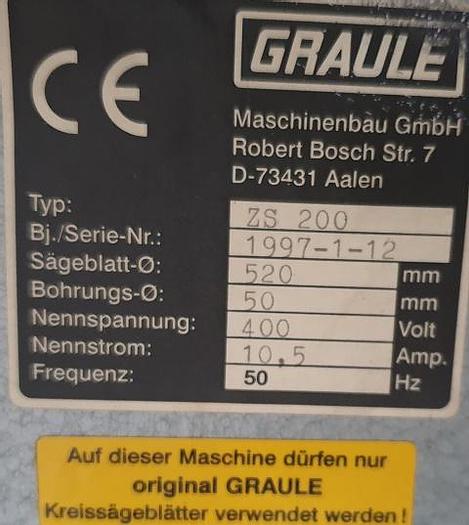 CE
GRAULE
Maschinenbau GmbH
Robert Bosch Str. 7
D-73431 Aalen
Typ: ZS 200
Bj./Serie-Nr.: 1997-1-12
Sägeblatt-Ø: 520 mm
Bohrungs-Ø: 50 mm
Nennspannung: 400 Volt
Nennstrom: 10,5 Amp.
Frequenz: 50 Hz
Auf dieser Maschine dürfen nur
original GRAULE
Kreissägeblätter verwendet werden!